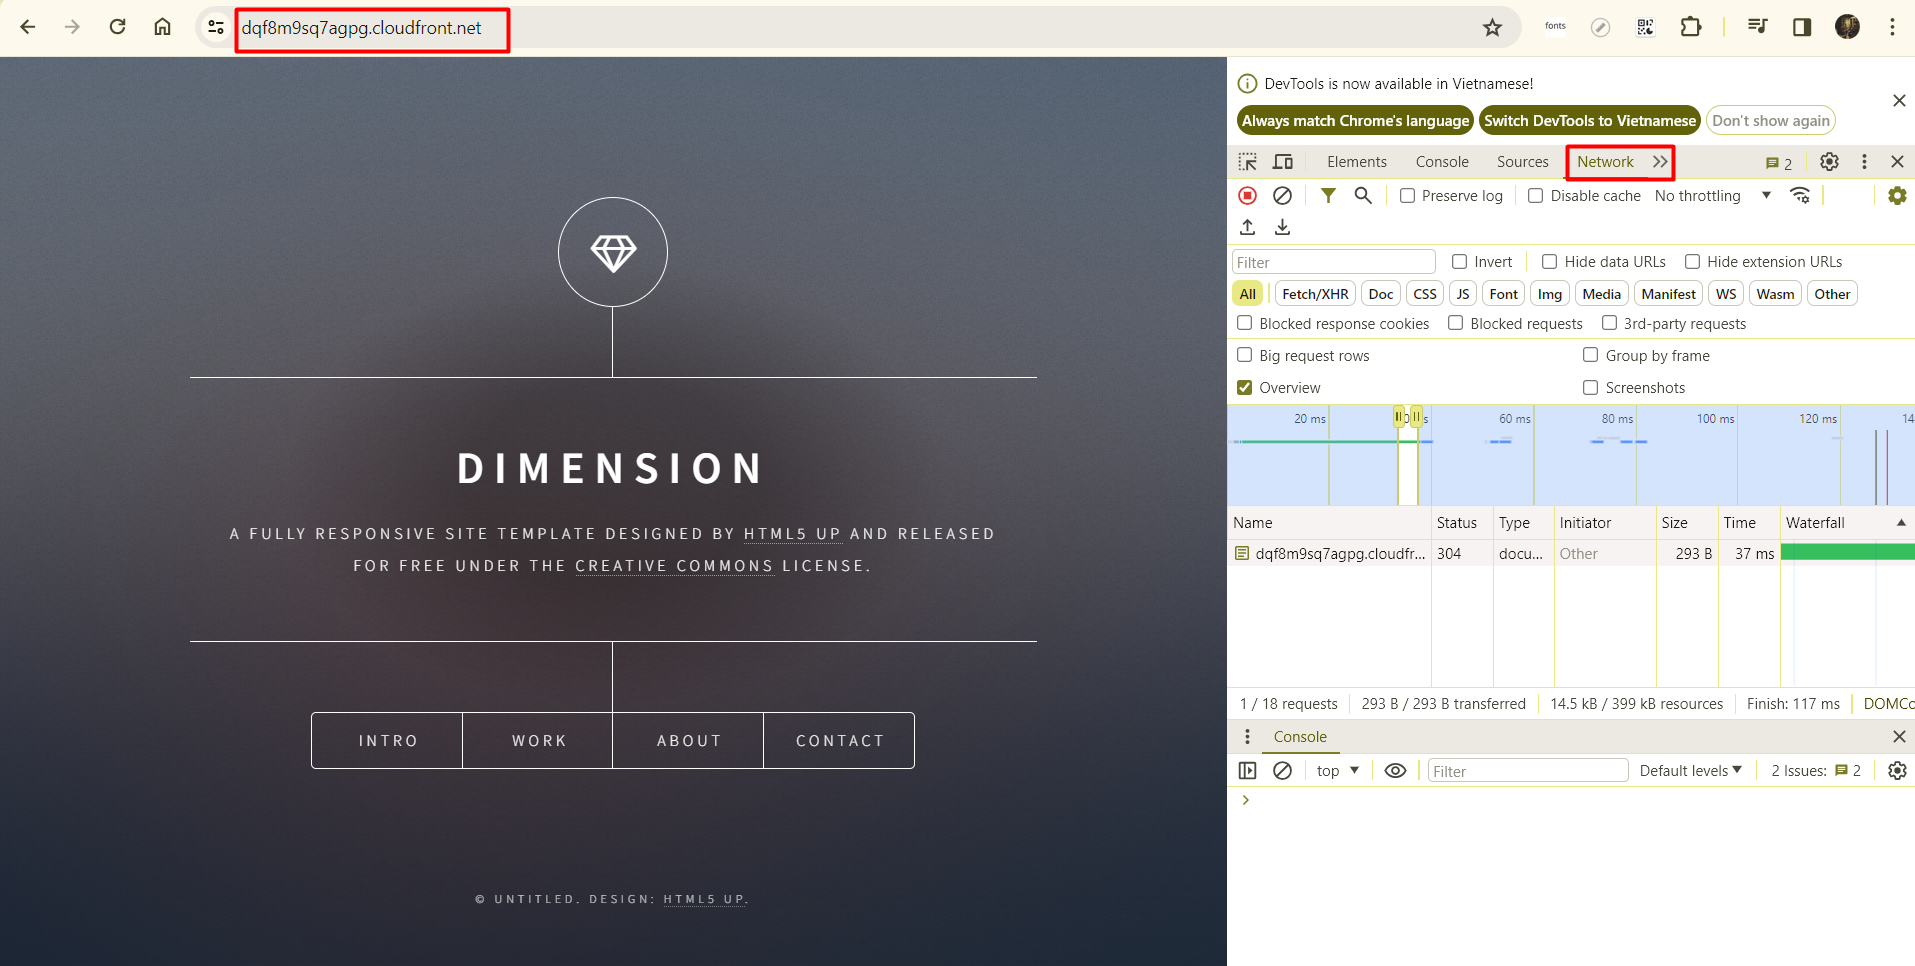 dqf8m9sq7agpg.cloudfront.net
fonts
DevTools is now available in Vietnamese!
Always match Chrome's language Switch DevTools to Vietnamese Don't show again
Elements Console Sources Network 2
Preserve log Disable cache No throttling
Filter Invert Hide data URLs Hide extension URLs
All Fetch/XHR Doc CSS JS Font Img Media Manifest WS Wasm Other
Blocked response cookies Blocked requests 3rd-party requests
Big request rows Group by frame
Overview Screenshots
20 ms 60 ms 80 ms 100 ms 120 ms 14
Name Status Type Initiator Size Time Waterfall
dqf8m9sq7agpg.cloudfr... 304 docu... Other 293 B 37 ms
1 / 18 requests 293 B / 293 B transferred 14.5 kB / 399 kB resources Finish: 117 ms DOMCo
Console
top Filter Default levels 2 Issues: 2
DIMENSION
A FULLY RESPONSIVE SITE TEMPLATE DESIGNED BY HTML5 UP AND RELEASED
FOR FREE UNDER THE CREATIVE COMMONS LICENSE.
INTRO WORK ABOUT CONTACT
© UNTITLED. DESIGN: HTML5 UP.